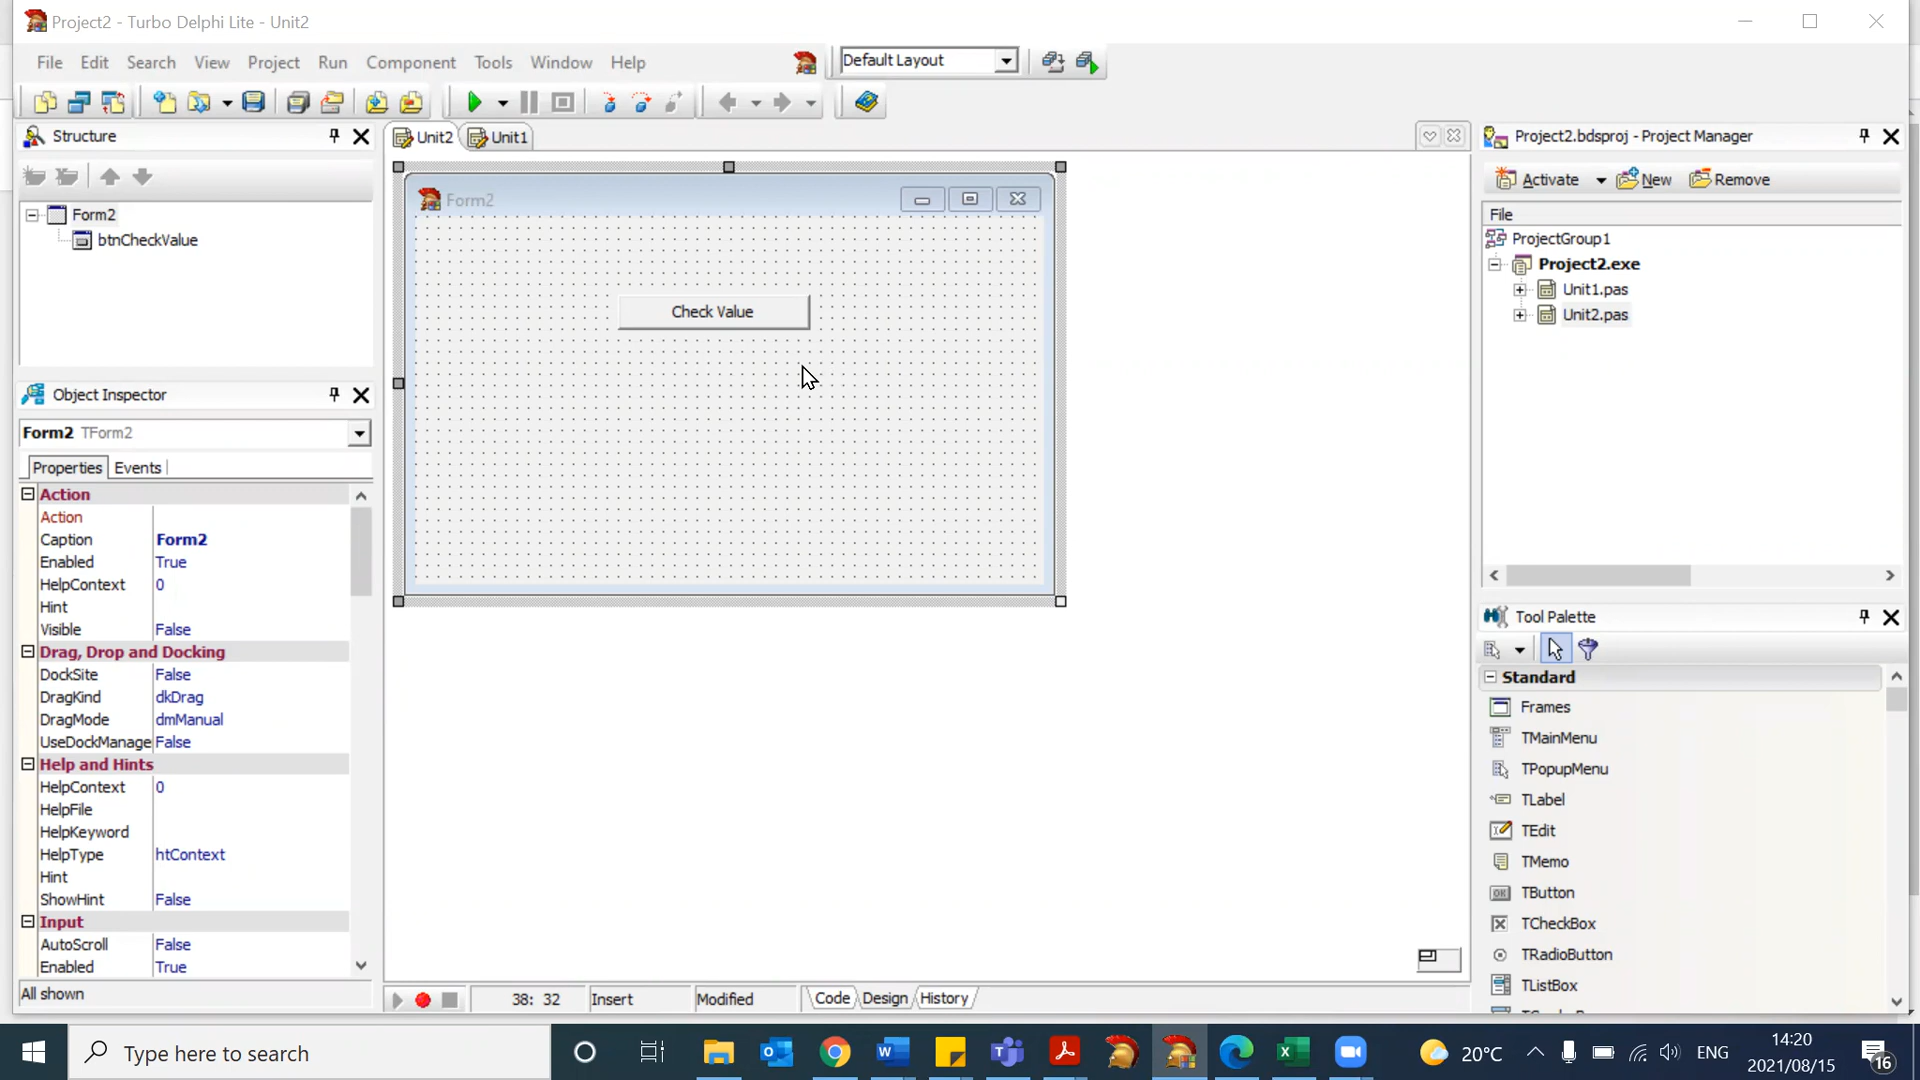 Project2 - Turbo Delphi Lite - Unit2
File Edit Search View Project Run Component Tools Window Help
Default Layout
Structure
Form2
btnCheckValue
Object Inspector
Form2 TForm2
Properties Events
Action
Action
Caption Form2
Enabled True
HelpContext 0
Hint
Visible False
Drag, Drop and Docking
DockSite False
DragKind dkDrag
DragMode dmManual
UseDockManage False
Help and Hints
HelpContext 0
HelpFile
HelpKeyword
HelpType htContext
Hint
ShowHint False
Input
AutoScroll False
Enabled True
All shown
Unit2 Unit1
Form2
Check Value
38: 32 Insert Modified Code Design History
Project2.bdsproj - Project Manager
Activate New Remove
File
ProjectGroup1
Project2.exe
Unit1.pas
Unit2.pas
Tool Palette
Standard
Frames
TMainMenu
TPopupMenu
TLabel
TEdit
TMemo
TButton
TCheckBox
TRadioButton
TListBox
Type here to search
20°C ENG
14:20
2021/08/15
16